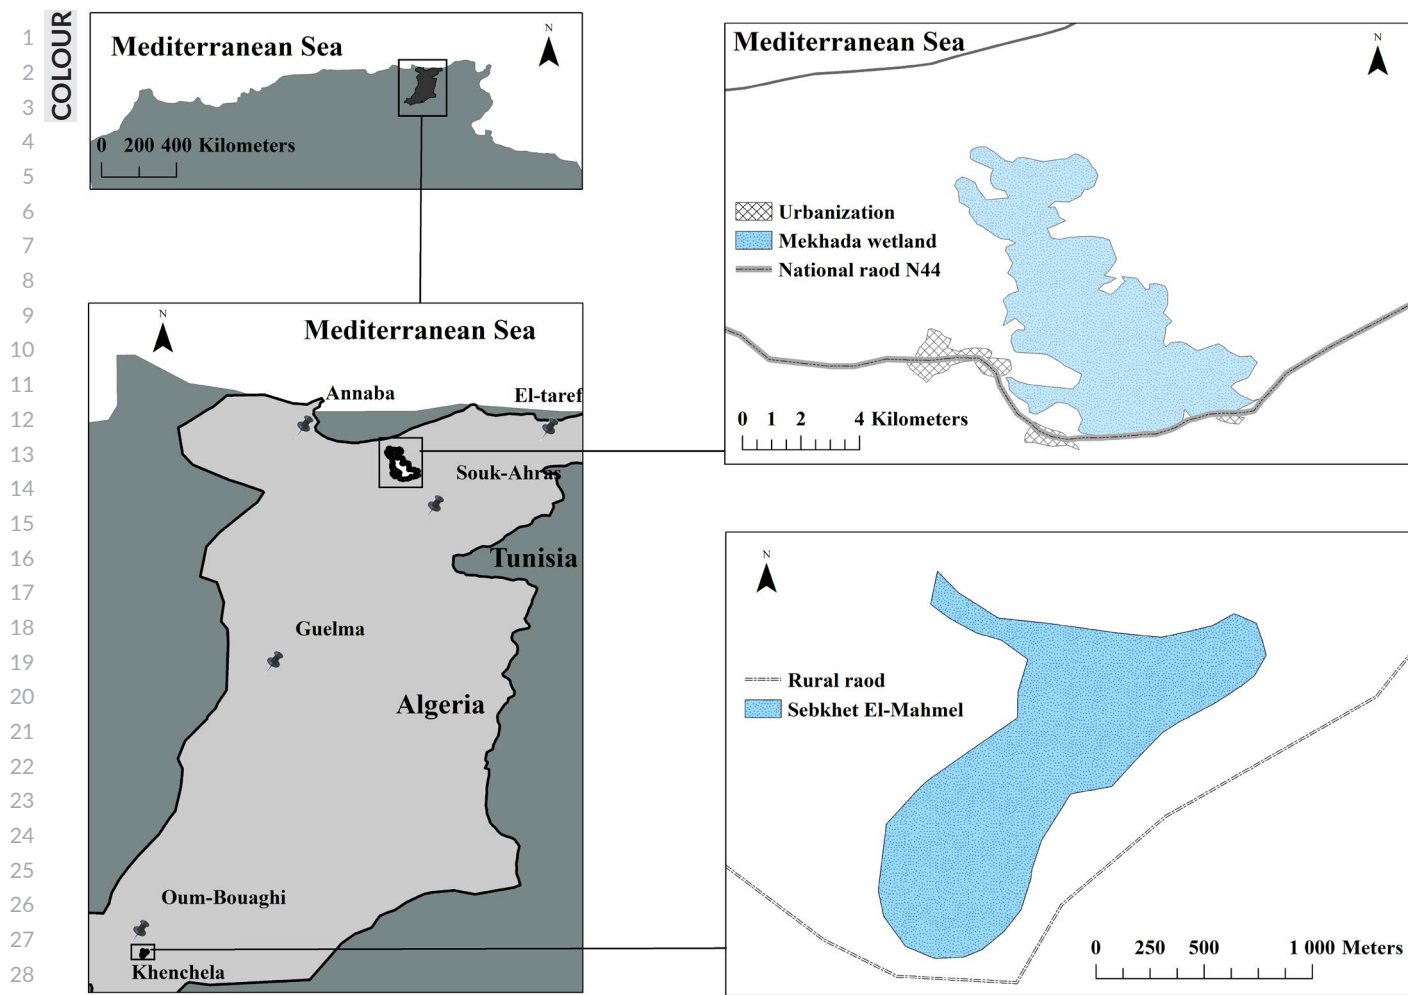 COLOUR
1
2
3
4
5
6
7
8
9
10
11
12
13
14
15
16
17
18
19
20
21
22
23
24
25
26
27
28
Mediterranean Sea
N
0 200 400 Kilometers
N
Mediterranean Sea
Annaba
El-taref
Souk-Ahras
Tunisia
Guelma
Algeria
Oum-Bouaghi
Khenchela
Mediterranean Sea
N
Urbanization
Mekhada wetland
National raod N44
0 1 2 4 Kilometers
N
Rural raod
Sebkhet El-Mahmel
0 250 500 1 000 Meters